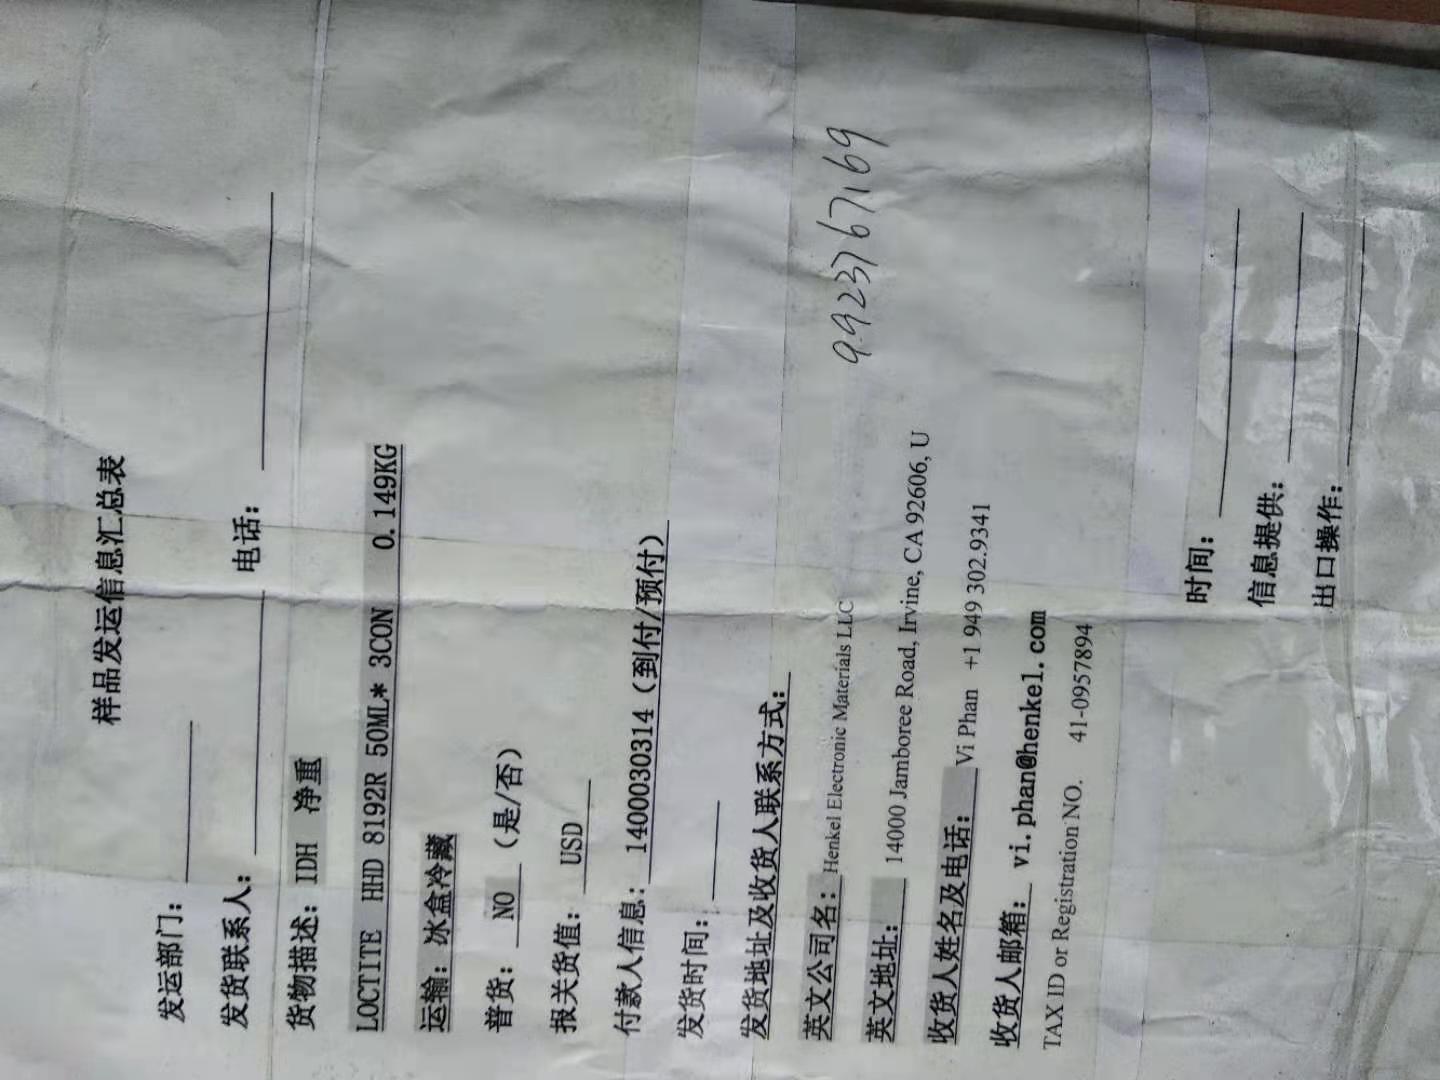 样品发运信息汇总表
发运部门：
发货联系人： 电话：
货物描述：IDH 净重
LOCTITE HHD 8192R 50ML* 3CON 0.149KG
运输：冰盒冷藏
普货： NO （是/否）
报关货值： USD
付款人信息： 1400030314（到付/预付）
发货时间：
发货地址及收货人联系方式：
英文公司名： Henkel Electronic Materials LLC
9923767169
英文地址： 14000 Jamboree Road, Irvine, CA 92606, U
收货人姓名及电话： Vi Phan +1 949 302.9341
收货人邮箱： vi.phan@henkel.com
TAX ID or Registration NO. 41-0957894
时间：
信息提供：
出口操作：